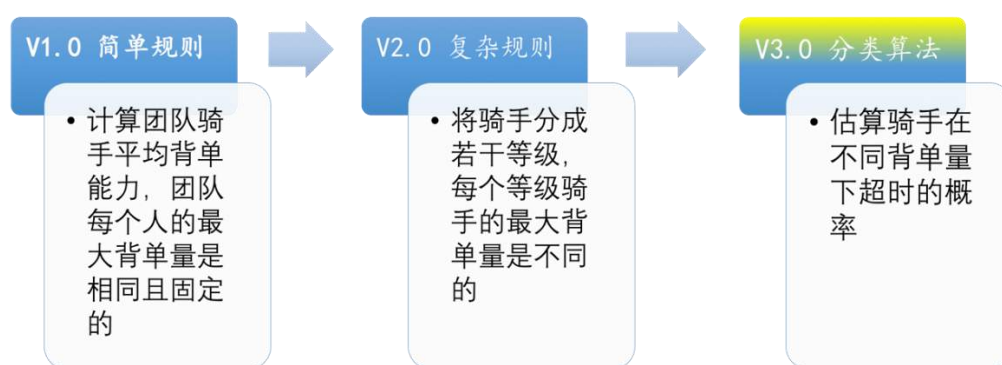 V1.0 简单规则
• 计算团队骑
手平均背单
能力，团队
每个人的最
大背单量是
相同且固定
的
V2.0 复杂规则
• 将骑手分成
若干等级，
每个等级骑
手的最大背
单量是不同
的
V3.0 分类算法
• 估算骑手在
不同背单量
下超时的概
率